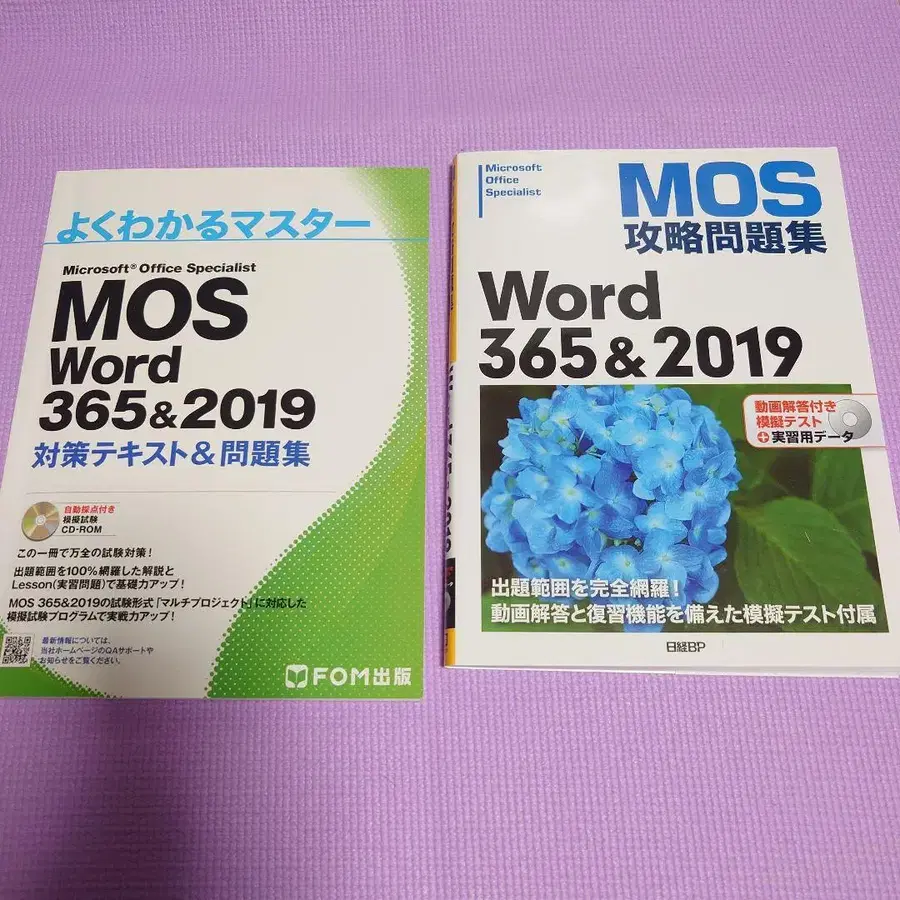 よくわかるマスター
Microsoft® Office Specialist
MOS
Word
365&2019
対策テキスト&問題集
自動採点付き
模擬試験
CD-ROM
この一冊で万全の試験対策！
出題範囲を100%網羅した解説と
Lesson(実習問題)で基礎力アップ！
MOS 365&2019の試験形式「マルチプロジェクト」に対応した
模擬試験プログラムで実戦力アップ！
最新情報については、
当社ホームページのQAサポートや
お知らせをご覧ください。
FOM出版
Microsoft
Office
Specialist
MOS
攻略問題集
Word
365&2019
動画解答付き
模擬テスト
+実習用データ
出題範囲を完全網羅！
動画解答と復習機能を備えた模擬テスト付属
日経BP